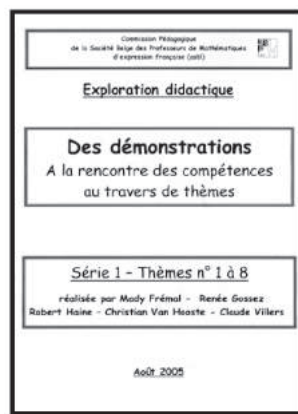 Commission Pédagogique
de la Société Belge des Professeurs de Mathématiques
d'expression française (asbl)
Exploration didactique
Des démonstrations
A la rencontre des compétences
au travers de thèmes
Série 1 - Thèmes n° 1 à 8
réalisée par Mady Frémal - Renée Gossez
Robert Haine - Christian Van Hooste - Claude Villers
Août 2005